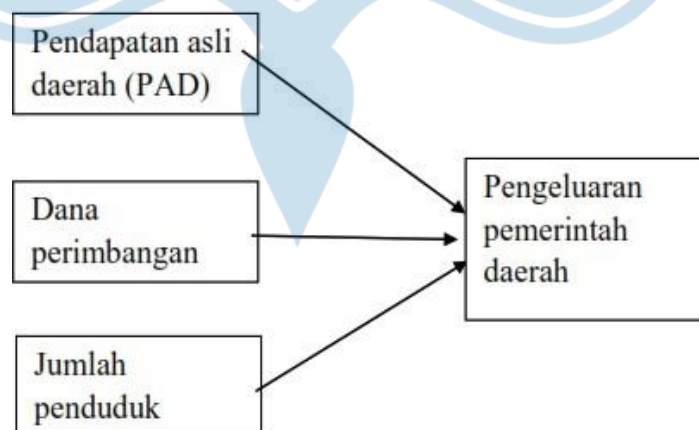 Pendapatan asli
daerah (PAD)
Dana
perimbangan
Jumlah
penduduk
Pengeluaran
pemerintah
daerah